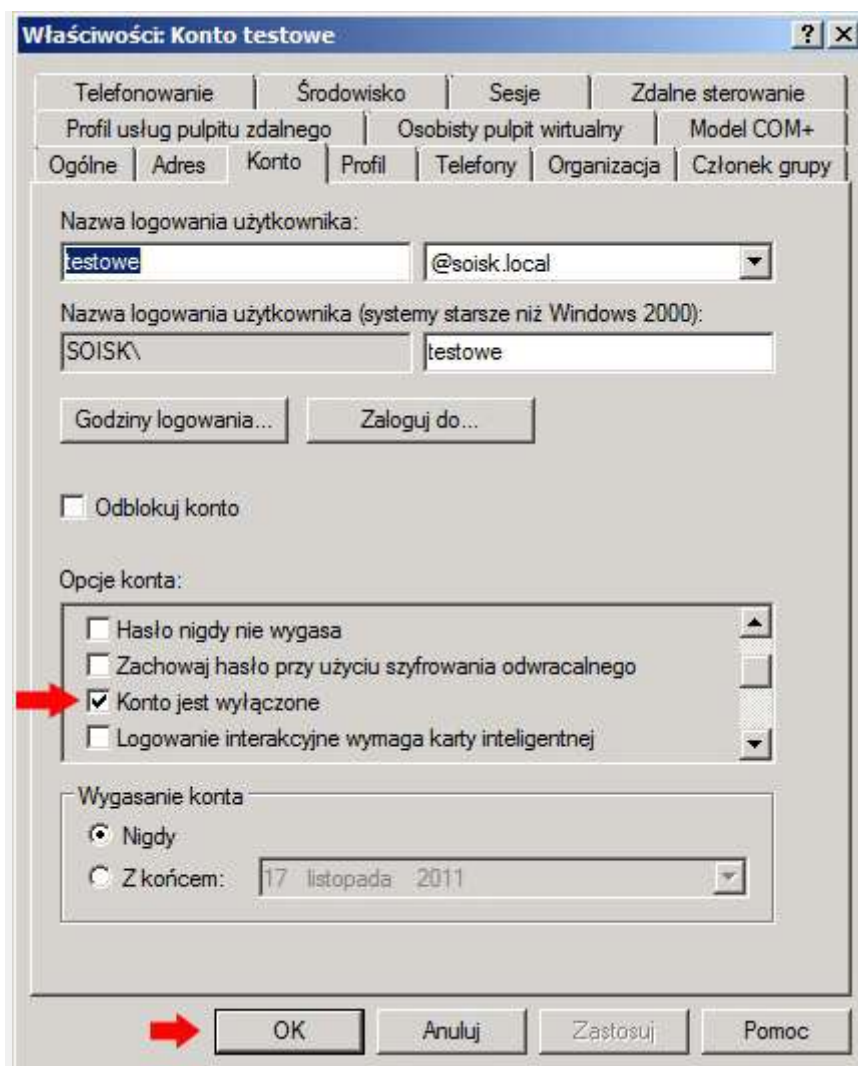 Właściwości: Konto testowe
Telefonowanie Środowisko Sesje Zdalne sterowanie
Profil usług pulpitu zdalnego Osobisty pulpit wirtualny Model COM+
Ogólne Adres Konto Profil Telefony Organizacja Członek grupy
Nazwa logowania użytkownika:
testowe @soisk.local
Nazwa logowania użytkownika (systemy starsze niż Windows 2000):
SOISK\ testowe
Godziny logowania... Zaloguj do...
Odblokuj konto
Opcje konta:
Hasło nigdy nie wygasa
Zachowaj hasło przy użyciu szyfrowania odwracalnego
Konto jest wyłączone
Logowanie interakcyjne wymaga karty inteligentnej
Wygasanie konta
Nigdy
Z końcem: 17 listopada 2011
OK Anuluj Zastosuj Pomoc